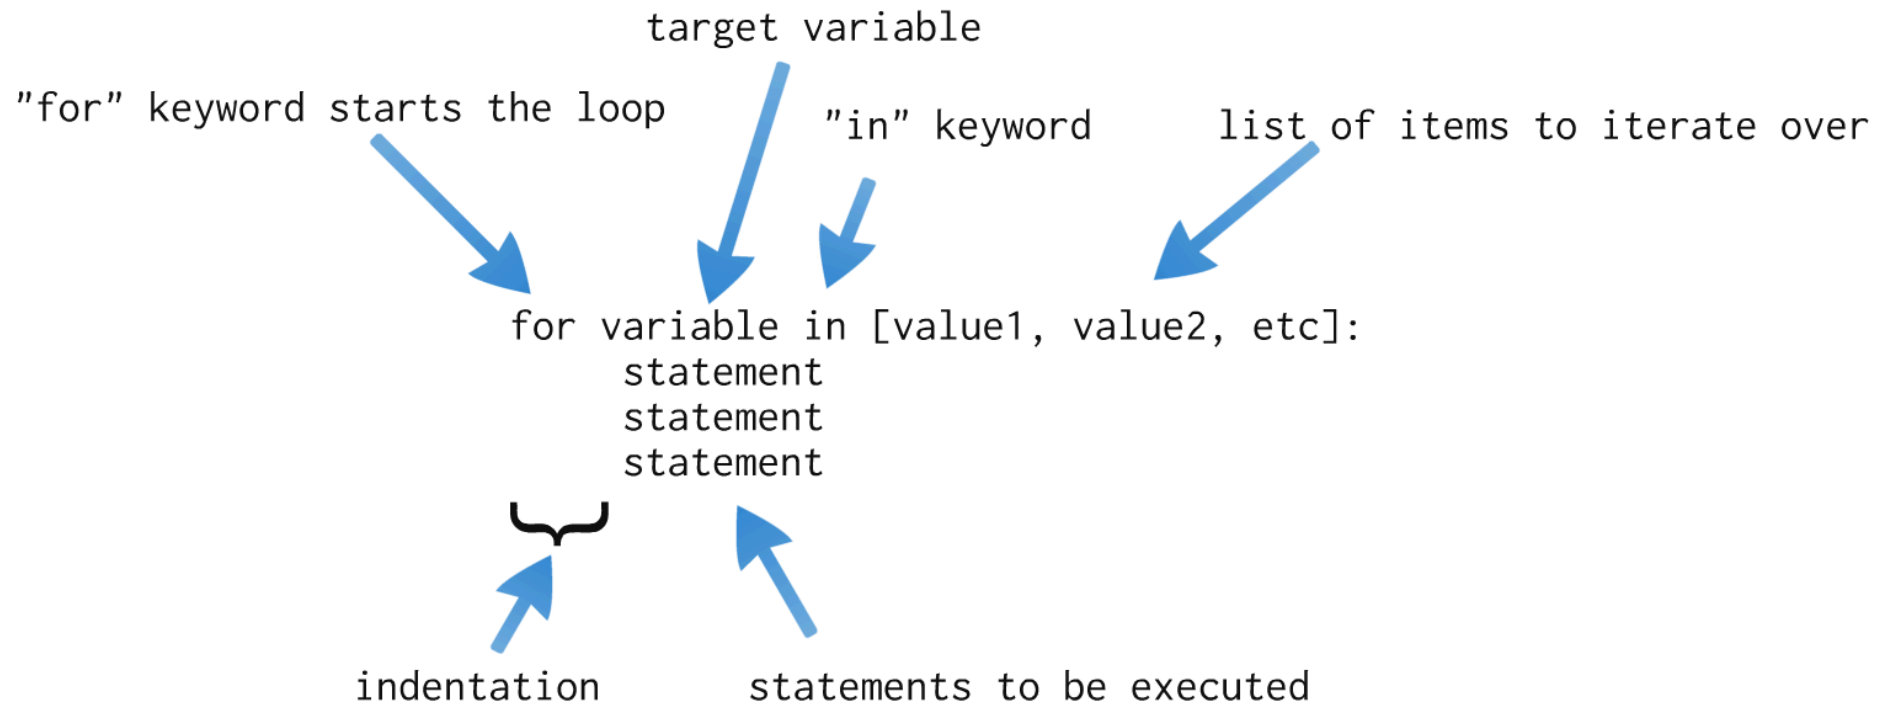 target variable
"for" keyword starts the loop
"in" keyword
list of items to iterate over
for variable in [value1, value2, etc]:
statement
statement
statement
indentation
statements to be executed